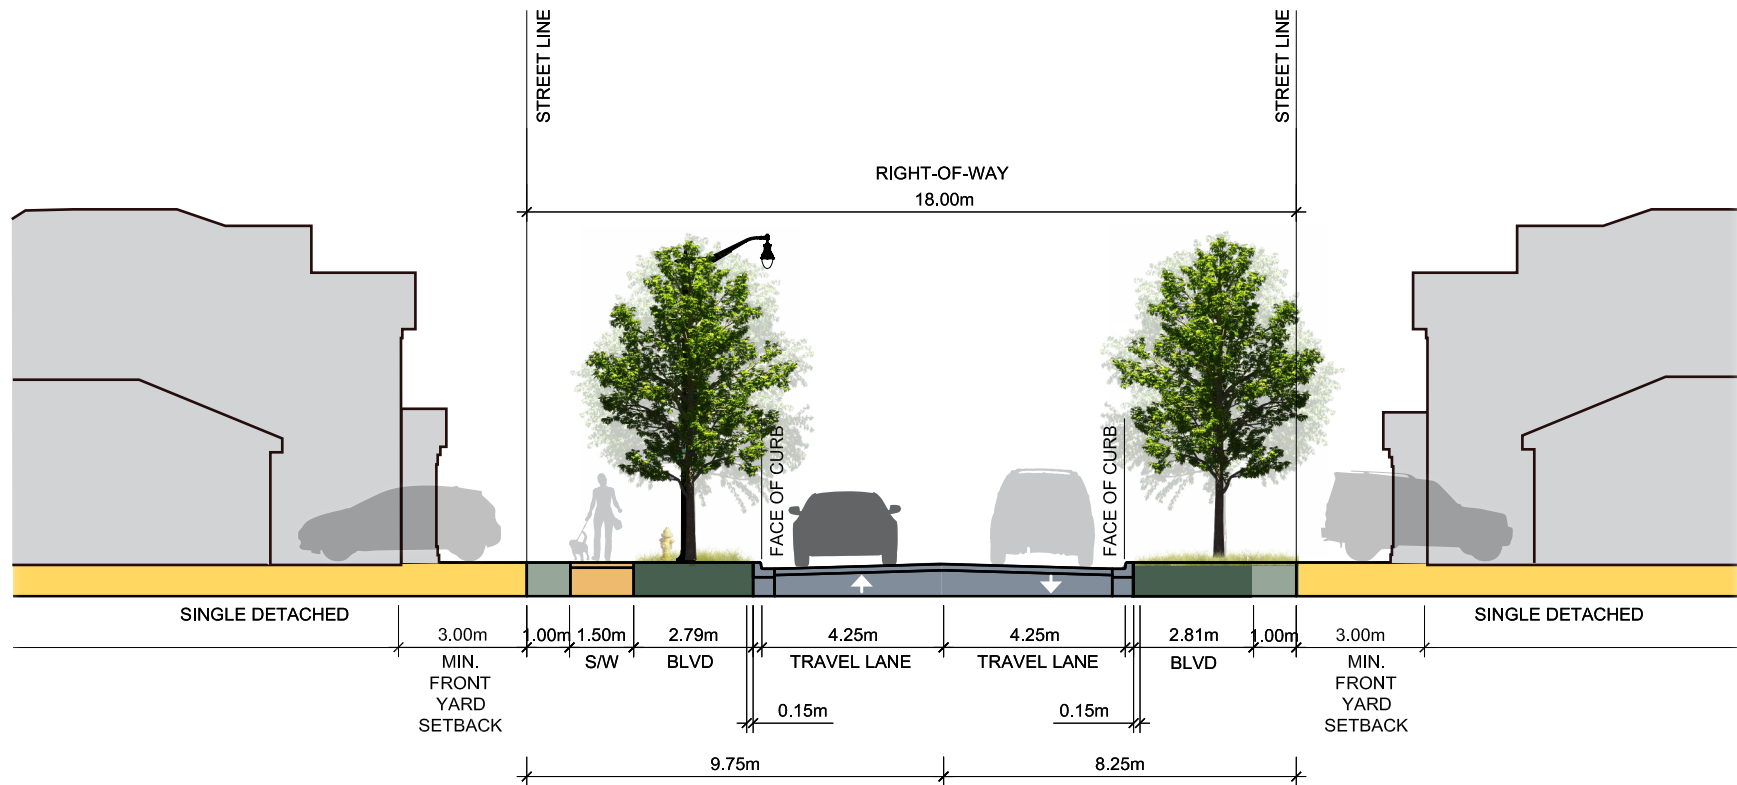 STREET LINE
STREET LINE
RIGHT-OF-WAY
18.00m
FACE OF CURB
FACE OF CURB
SINGLE DETACHED
SINGLE DETACHED
3.00m
1.00m
1.50m
2.79m
4.25m
4.25m
2.81m
1.00m
3.00m
MIN.
FRONT
YARD
SETBACK
S/W
BLVD
TRAVEL LANE
TRAVEL LANE
BLVD
MIN.
FRONT
YARD
SETBACK
0.15m
0.15m
9.75m
8.25m